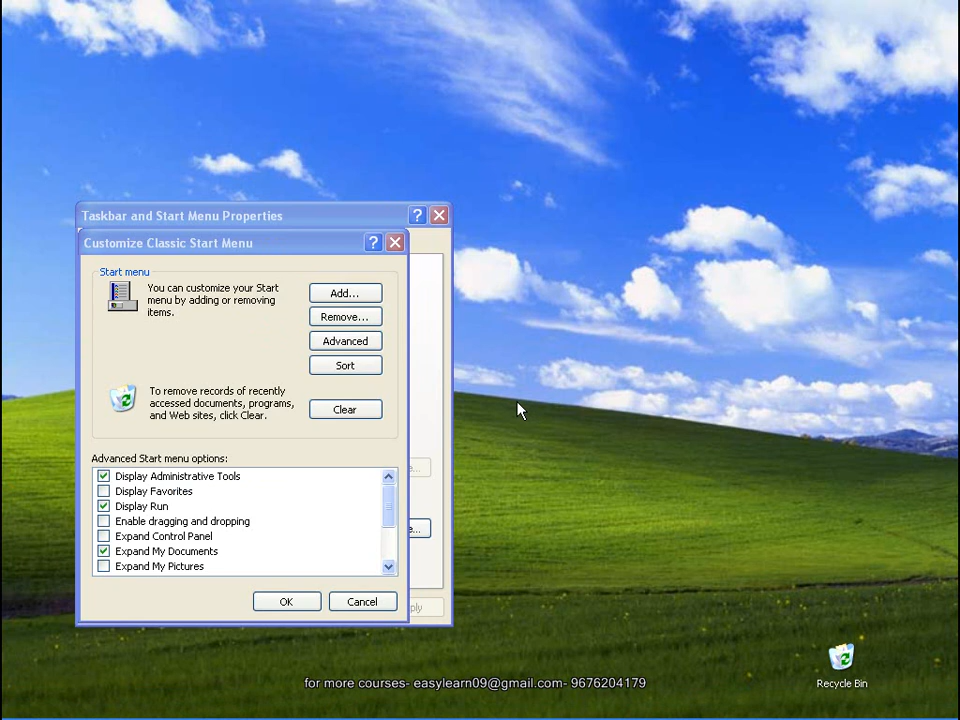 Taskbar and Start Menu Properties
Customize Classic Start Menu
Start menu
You can customize your Start
menu by adding or removing
items.
Add...
Remove...
Advanced
Sort
To remove records of recently
accessed documents, programs,
and Web sites, click Clear.
Clear
Advanced Start menu options:
Display Administrative Tools
Display Favorites
Display Run
Enable dragging and dropping
Expand Control Panel
Expand My Documents
Expand My Pictures
OK
Cancel
Recycle Bin
for more courses- easylearn09@gmail.com- 9676204179